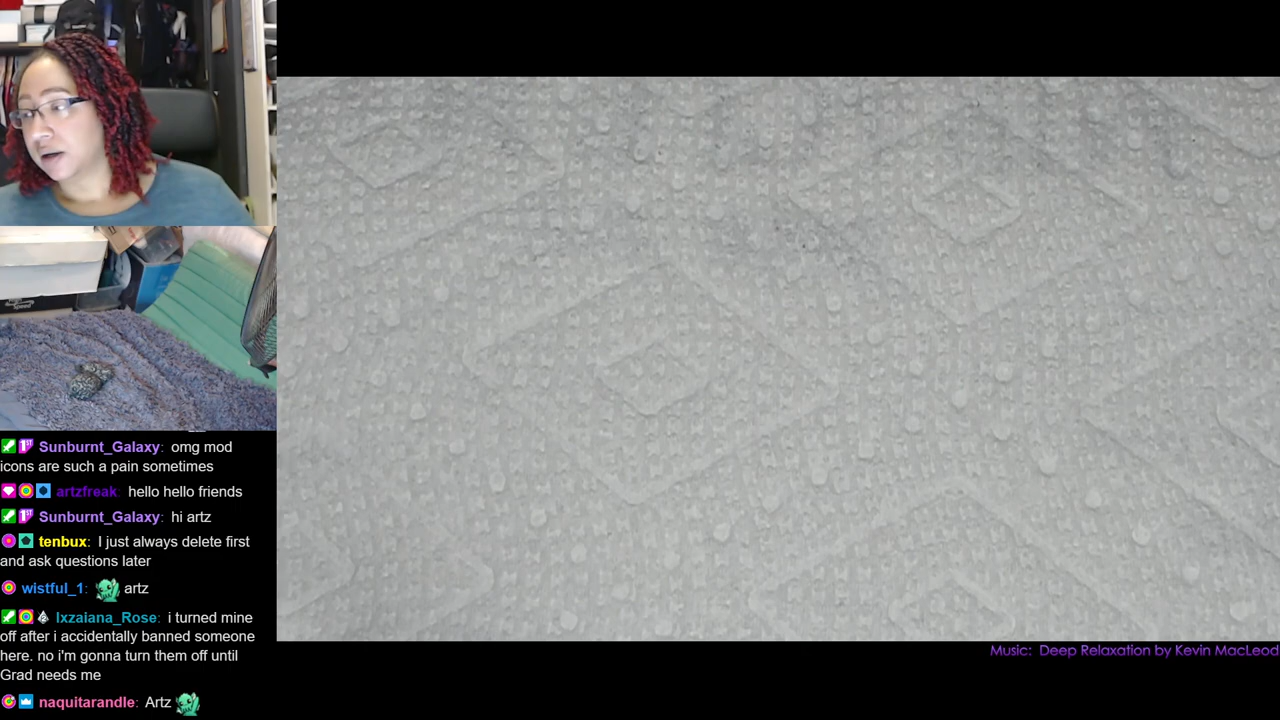 Sunburnt_Galaxy: omg mod
icons are such a pain sometimes
artzfreak: hello hello friends
Sunburnt_Galaxy: hi artz
tenbux: I just always delete first
and ask questions later
wistful_1: artz
Ixzaiana_Rose: i turned mine
off after i accidentally banned someone
here. no i'm gonna turn them off until
Grad needs me
naquitarandle: Artz
Music: Deep Relaxation by Kevin MacLeod